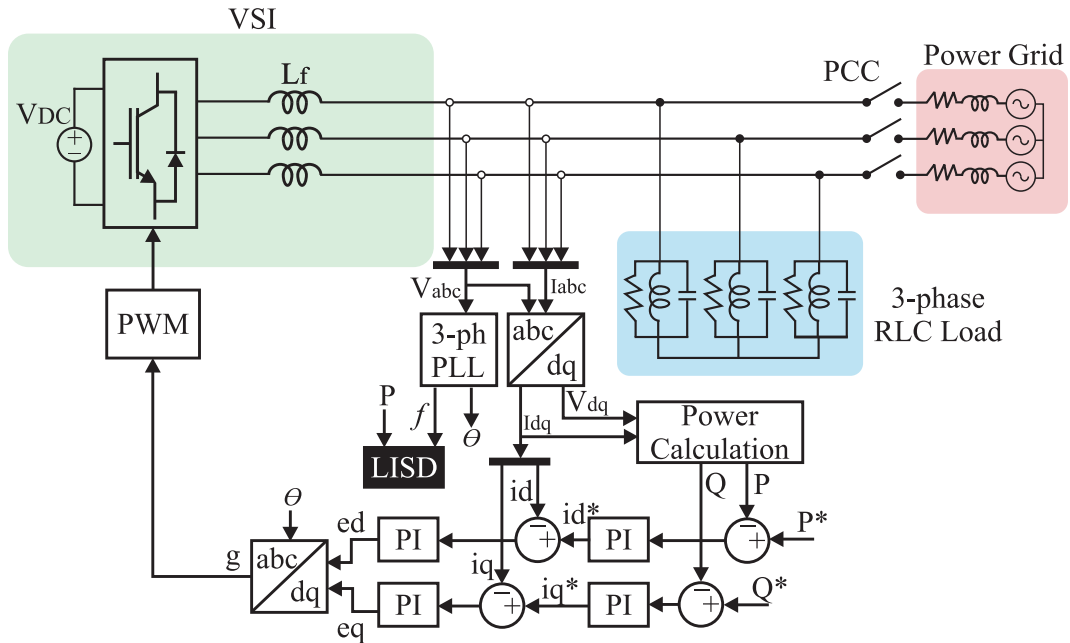 VSI
Power Grid
PCC
Lf
VDC
Vabc
Iabc
3-phase
RLC Load
PWM
3-ph
PLL
abc
dq
P
f
θ
Idq
Vdq
Power
Calculation
LISD
Q
P
id
id*
P*
θ
ed
PI
PI
g
abc
dq
iq
iq*
Q*
PI
PI
eq